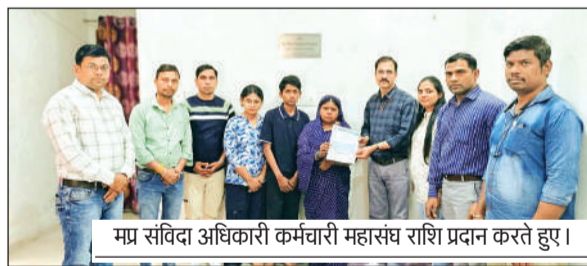 मप्र संविदा अधिकारी कर्मचारी महासंघ राशि प्रदान करते हुए।